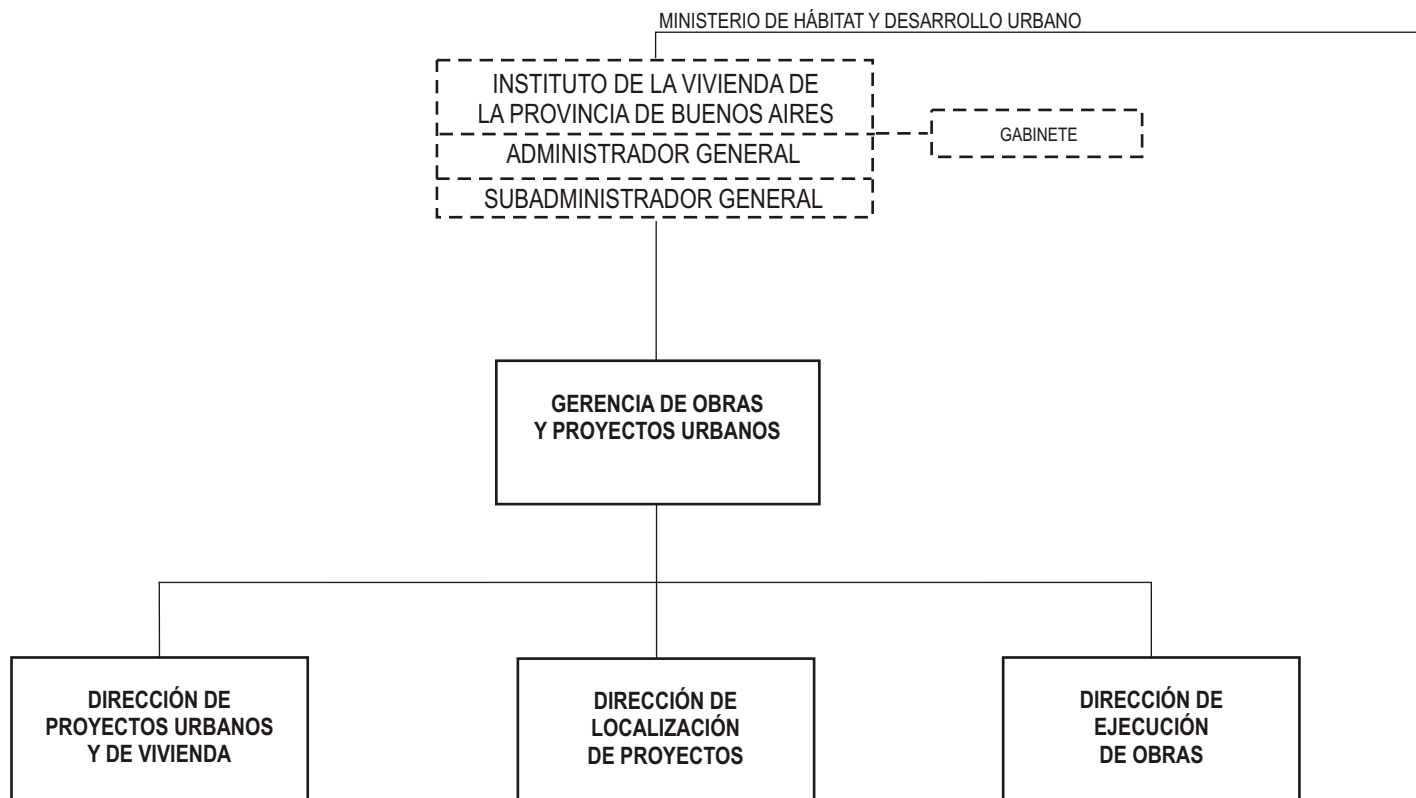 MINISTERIO DE HÁBITAT Y DESARROLLO URBANO
INSTITUTO DE LA VIVIENDA DE
LA PROVINCIA DE BUENOS AIRES
ADMINISTRADOR GENERAL
SUBADMINISTRADOR GENERAL
GABINETE
GERENCIA DE OBRAS
Y PROYECTOS URBANOS
DIRECCIÓN DE
PROYECTOS URBANOS
Y DE VIVIENDA
DIRECCIÓN DE
LOCALIZACIÓN
DE PROYECTOS
DIRECCIÓN DE
EJECUCIÓN
DE OBRAS